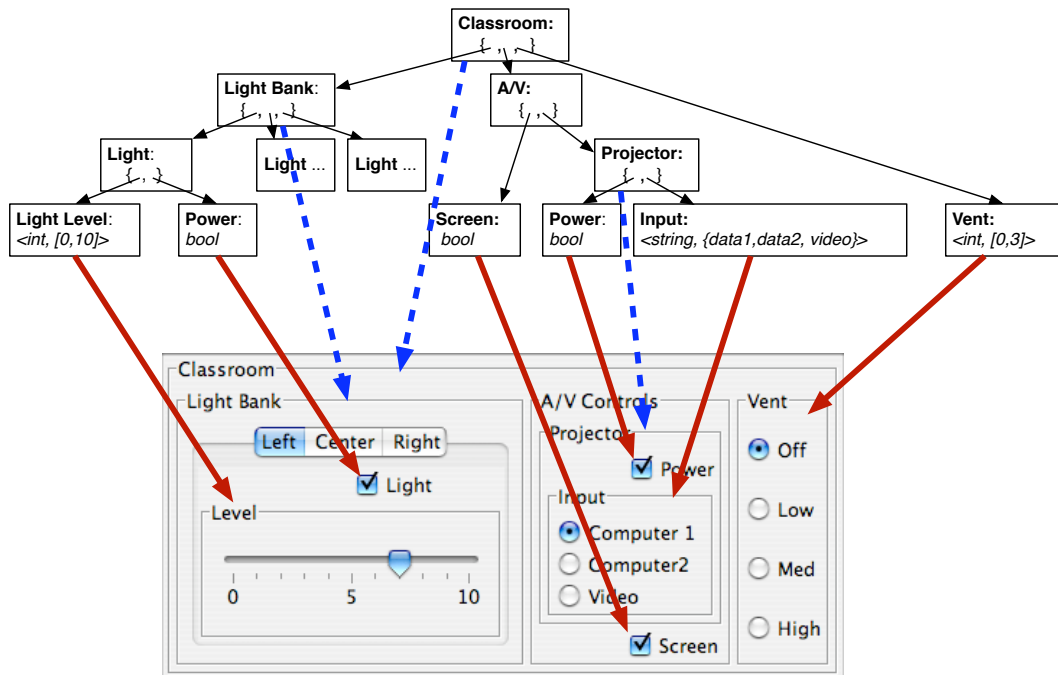 Classroom:
{ , , }
Light Bank:
{ , , }
A/V:
{ , }
Light:
{ , }
Light ...
Light ...
Projector:
{ , }
Light Level:
<int, [0,10]>
Power:
bool
Screen:
bool
Power:
bool
Input:
<string, {data1,data2, video}>
Vent:
<int, [0,3]>
Classroom
Light Bank
Left Center Right
Light
Level
0 5 10
A/V Controls
Projector
Power
Input
Computer 1
Computer2
Video
Screen
Vent
Off
Low
Med
High